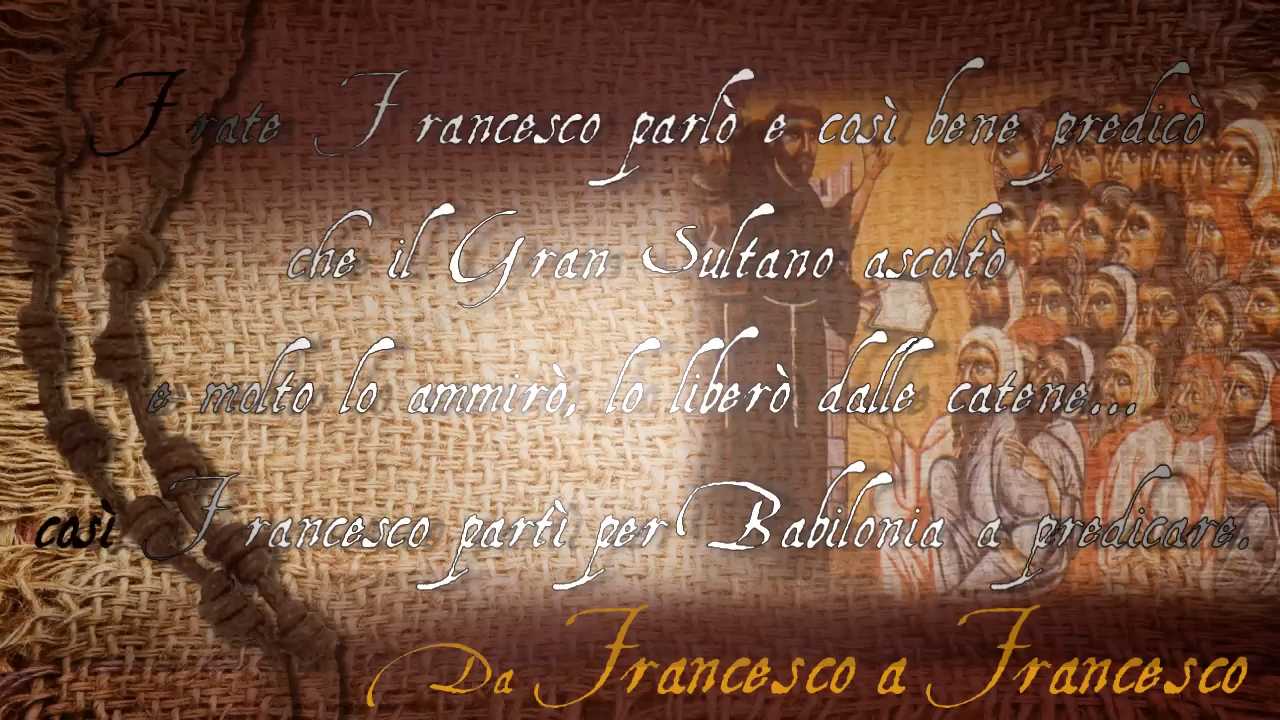 Frate Francesco parlò e così bene predicò
che il Gran Sultano ascoltò
e molto lo ammirò, lo liberò dalle catene...
così Francesco partì per Babilonia a predicare.
Da Francesco a Francesco